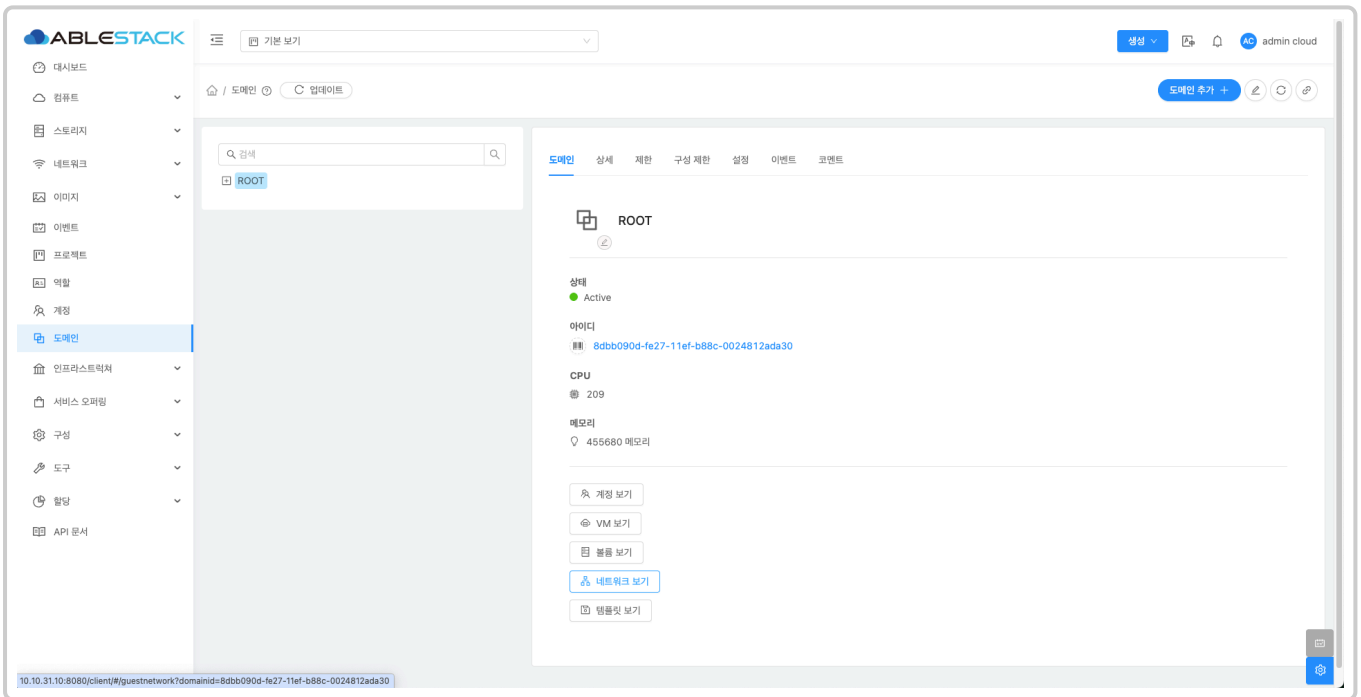 ABLESTACK
기본 보기
생성
AC admin cloud
대시보드
컴퓨트
스토리지
네트워크
이미지
이벤트
프로젝트
역할
계정
도메인
인프라스트럭쳐
서비스 오퍼링
구성
도구
할당
API 문서
/ 도메인
업데이트
도메인 추가 +
검색
ROOT
도메인 상세 제한 구성 제한 설정 이벤트 코멘트
ROOT
상태
Active
아이디
8dbb090d-fe27-11ef-b88c-0024812ada30
CPU
209
메모리
455680 메모리
계정 보기
VM 보기
볼륨 보기
네트워크 보기
템플릿 보기
10.10.31.10:8080/client/#/guestnetwork?domainid=8dbb090d-fe27-11ef-b88c-0024812ada30